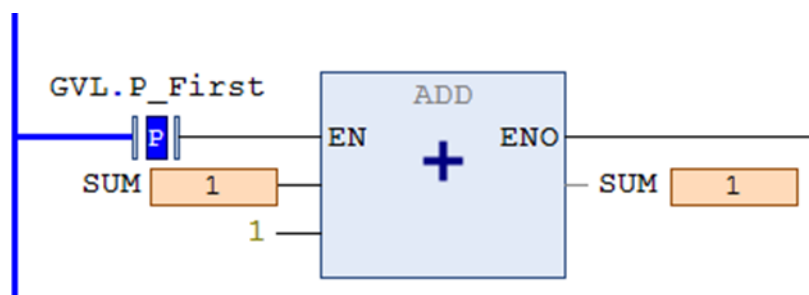 GVL.P_First
ADD
P
EN
ENO
SUM
1
SUM
1
1